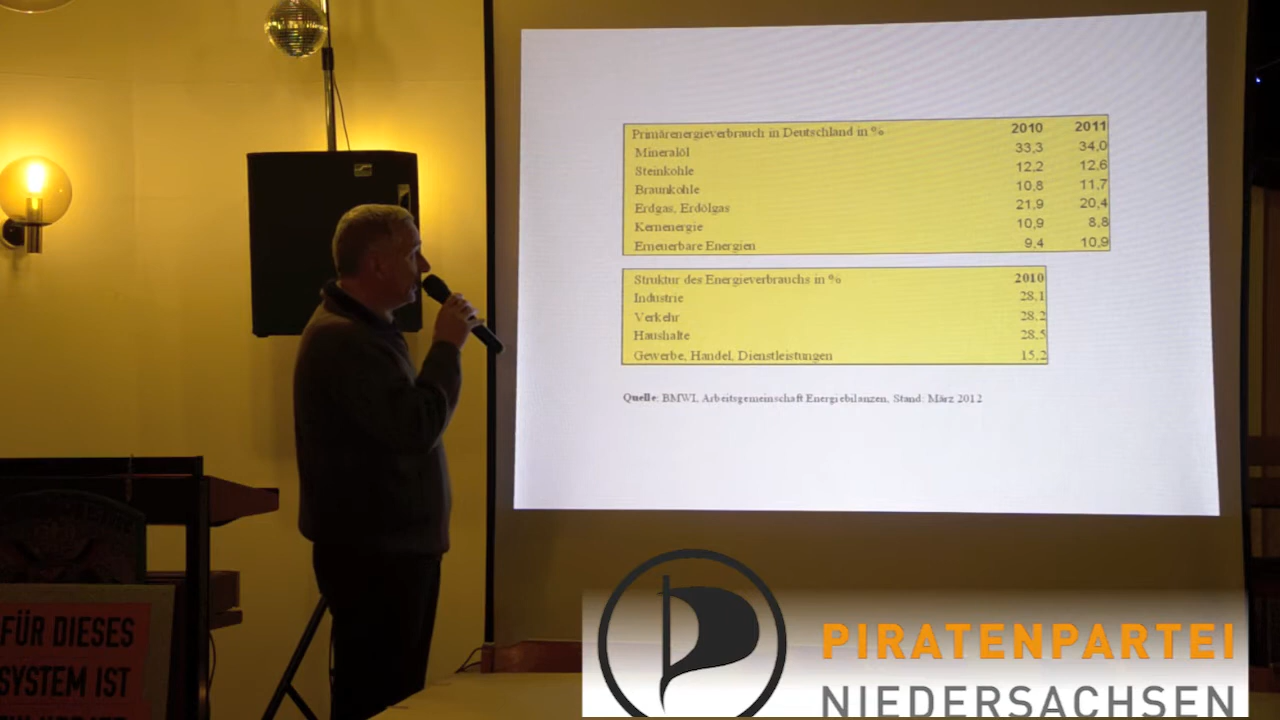 Primärenergieverbrauch in Deutschland in % 2010 2011
Mineralöl 33,3 34,0
Steinkohle 12,2 12,6
Braunkohle 10,8 11,7
Erdgas, Erdölgas 21,9 20,4
Kernenergie 10,9 8,8
Erneuerbare Energien 9,4 10,9
Struktur des Energieverbrauchs in % 2010
Industrie 28,1
Verkehr 28,2
Haushalte 28,5
Gewerbe, Handel, Dienstleistungen 15,2
Quelle: BMWI, Arbeitsgemeinschaft Energiebilanzen, Stand: März 2012
FÜR DIESES
SYSTEM IST
PIRATENPARTEI
NIEDERSACHSEN